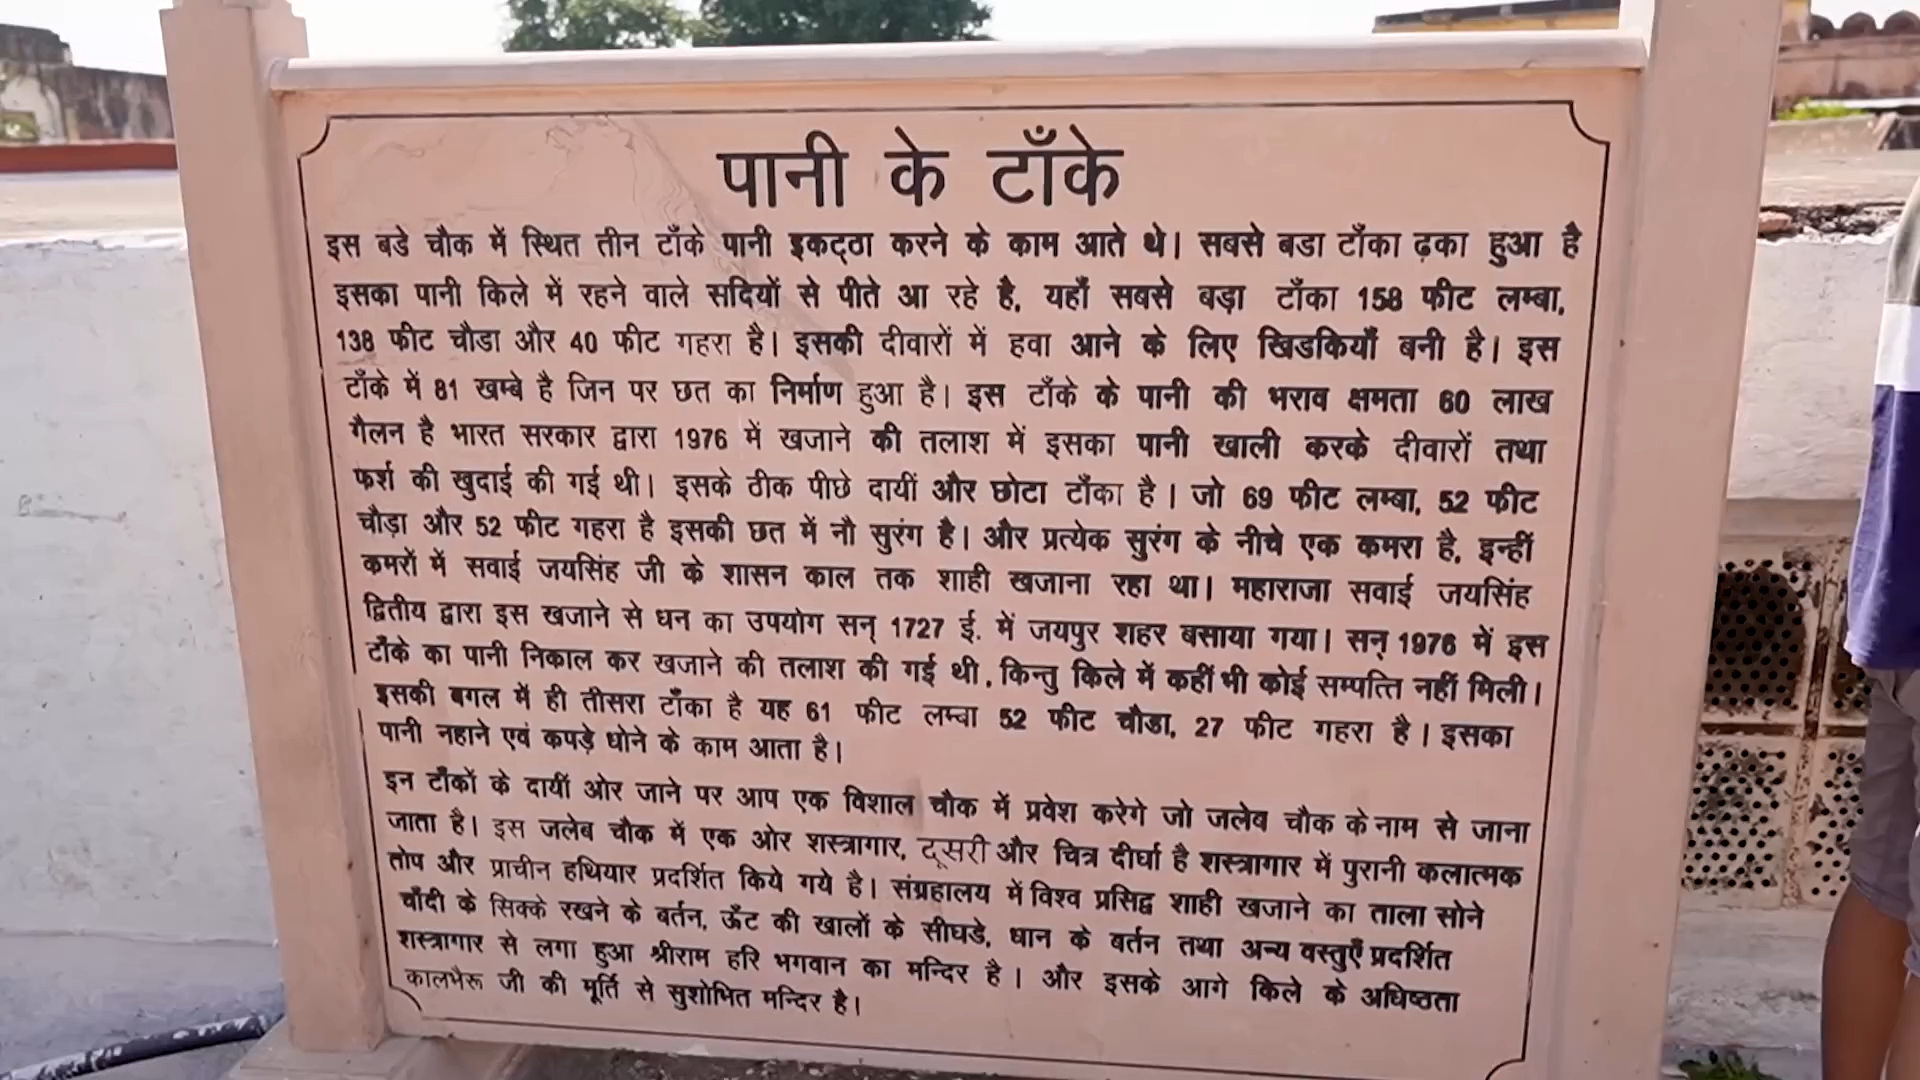 पानी के टाँके
इस बडे चौक में स्थित तीन टाँके पानी इकट्ठा करने के काम आते थे। सबसे बडा टाँका ढ़का हुआ है
इसका पानी किले में रहने वाले सदियों से पीते आ रहे है, यहाँ सबसे बड़ा टाँका 158 फीट लम्बा,
138 फीट चौडा और 40 फीट गहरा है। इसकी दीवारों में हवा आने के लिए खिडकियाँ बनी है। इस
टाँके में 81 खम्बे है जिन पर छत का निर्माण हुआ है। इस टाँके के पानी की भराव क्षमता 60 लाख
गैलन है भारत सरकार द्वारा 1976 में खजाने की तलाश में इसका पानी खाली करके दीवारों तथा
फर्श की खुदाई की गई थी। इसके ठीक पीछे दायीं और छोटा टाँका है। जो 69 फीट लम्बा, 52 फीट
चौड़ा और 52 फीट गहरा है इसकी छत में नौ सुरंग है। और प्रत्येक सुरंग के नीचे एक कमरा है, इन्हीं
कमरों में सवाई जयसिंह जी के शासन काल तक शाही खजाना रहा था। महाराजा सवाई जयसिंह
द्वितीय द्वारा इस खजाने से धन का उपयोग सन् 1727 ई. में जयपुर शहर बसाया गया। सन् 1976 में इस
टाँके का पानी निकाल कर खजाने की तलाश की गई थी, किन्तु किले में कहीं भी कोई सम्पत्ति नहीं मिली।
इसकी बगल में ही तीसरा टाँका है यह 61 फीट लम्बा 52 फीट चौडा, 27 फीट गहरा है। इसका
पानी नहाने एवं कपड़े धोने के काम आता है।
इन टाँकों के दायीं ओर जाने पर आप एक विशाल चौक में प्रवेश करेगे जो जलेब चौक के नाम से जाना
जाता है। इस जलेब चौक में एक ओर शस्त्रागार, दूसरी और चित्र दीर्घा है शस्त्रागार में पुरानी कलात्मक
तोप और प्राचीन हथियार प्रदर्शित किये गये है। संग्रहालय में विश्व प्रसिद्व शाही खजाने का ताला सोने
चाँदी के सिक्के रखने के बर्तन, ऊँट की खालों के सीघडे, धान के बर्तन तथा अन्य वस्तुएँ प्रदर्शित
शस्त्रागार से लगा हुआ श्रीराम हरि भगवान का मन्दिर है। और इसके आगे किले के अधिष्ठता
कालभैरू जी की मूर्ति से सुशोभित मन्दिर है।